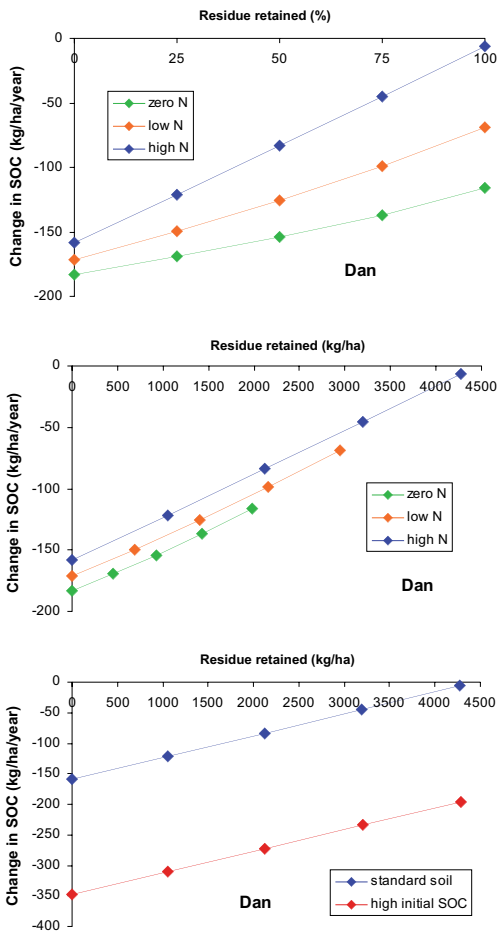 Residue retained (%)
0 25 50 75 100
0
-50
-100
-150
-200
Change in SOC (kg/ha/year)
zero N
low N
high N
Dan
Residue retained (kg/ha)
0 500 1000 1500 2000 2500 3000 3500 4000 4500
0
-50
-100
-150
-200
Change in SOC (kg/ha/year)
zero N
low N
high N
Dan
Residue retained (kg/ha)
0 500 1000 1500 2000 2500 3000 3500 4000 4500
0
-50
-100
-150
-200
-250
-300
-350
-400
Change in SOC (kg/ha/year)
standard soil
high initial SOC
Dan